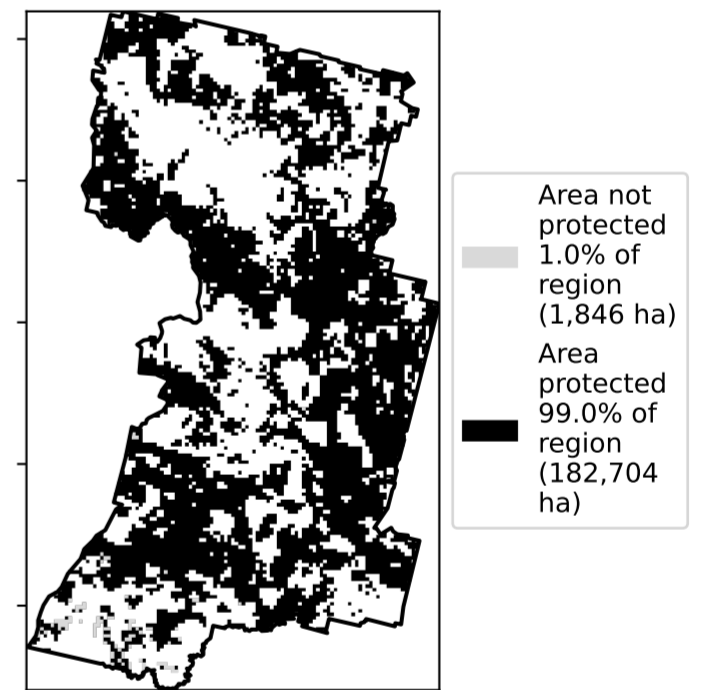 Area not
protected
1.0% of
region
(1,846 ha)
Area
protected
99.0% of
region
(182,704
ha)